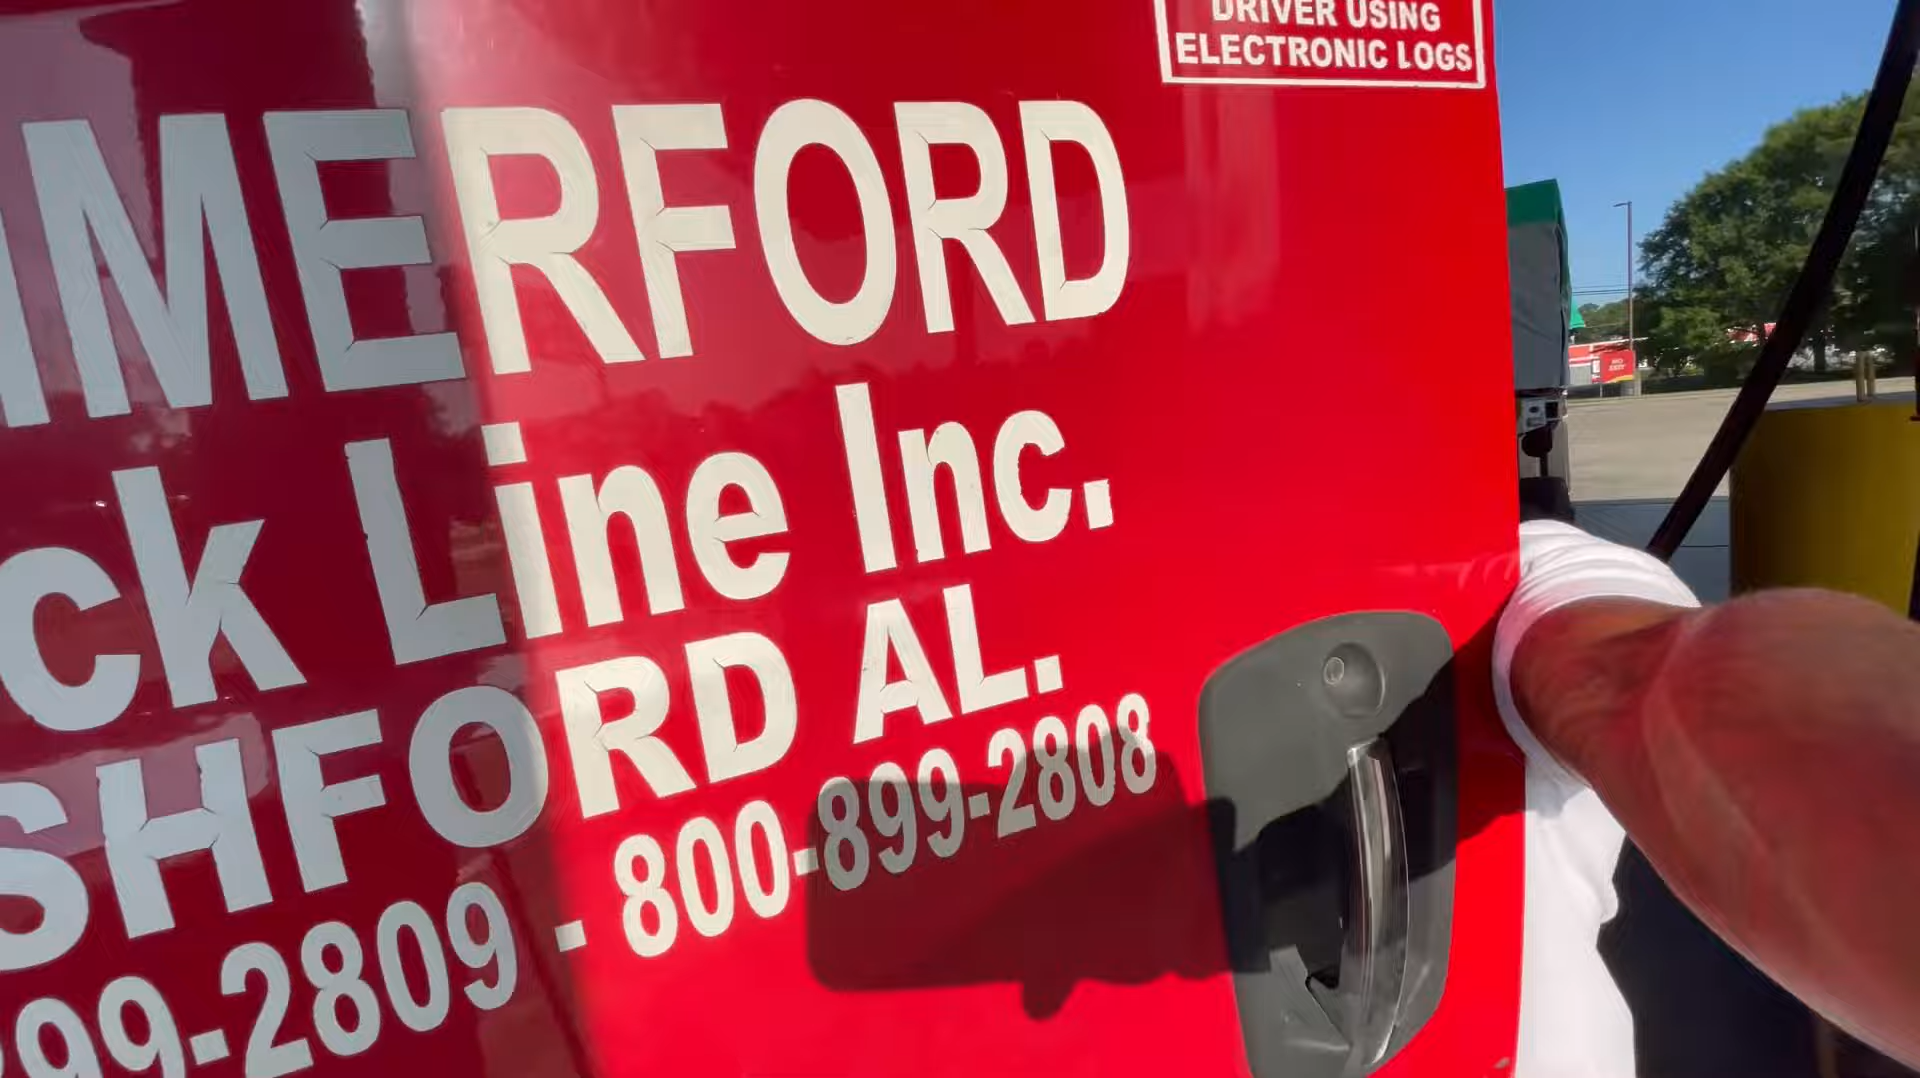 DRIVER USING
ELECTRONIC LOGS
MERFORD
ck Line Inc.
SHFORD AL.
99-2809 - 800-899-2808